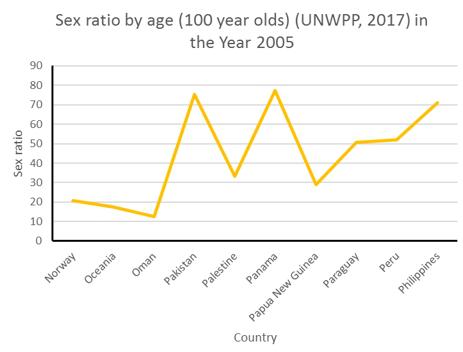 Sex ratio by age (100 year olds) (UNWPP, 2017) in
the Year 2005
90
80
70
60
50
40
30
20
10
0
Sex ratio
Norway
Oceania
Oman
Pakistan
Palestine
Panama
Papua New Guinea
Paraguay
Peru
Philippines
Country